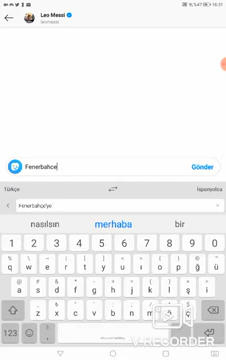 %47 16:31
Leo Messi
leomessi
Fenerbahce
Gönder
Türkçe
İspanyolca
Fenerbahçe'ye
nasılsın merhaba bir
1 2 3 4 5 6 7 8 9 0
q w e r t y u ı o p ğ ü
a s d f g h j k l ş i
z x c v b n m ö ç
123
V RECORDER